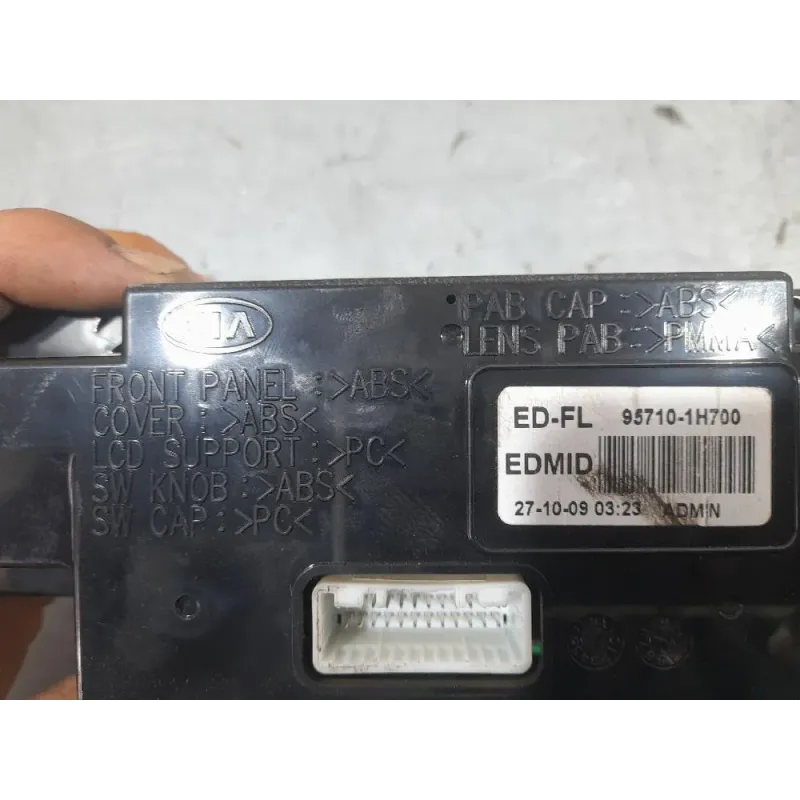 KIA
PAB CAP : >ABS<
LENS PAB: >PMMA<
FRONT PANEL : >ABS<
COVER : >ABS<
LCD SUPPORT : >PC<
SW KNOB : >ABS<
SW CAP : >PC<
ED-FL 95710-1H700
EDMID
27-10-09 03:23 ADMIN